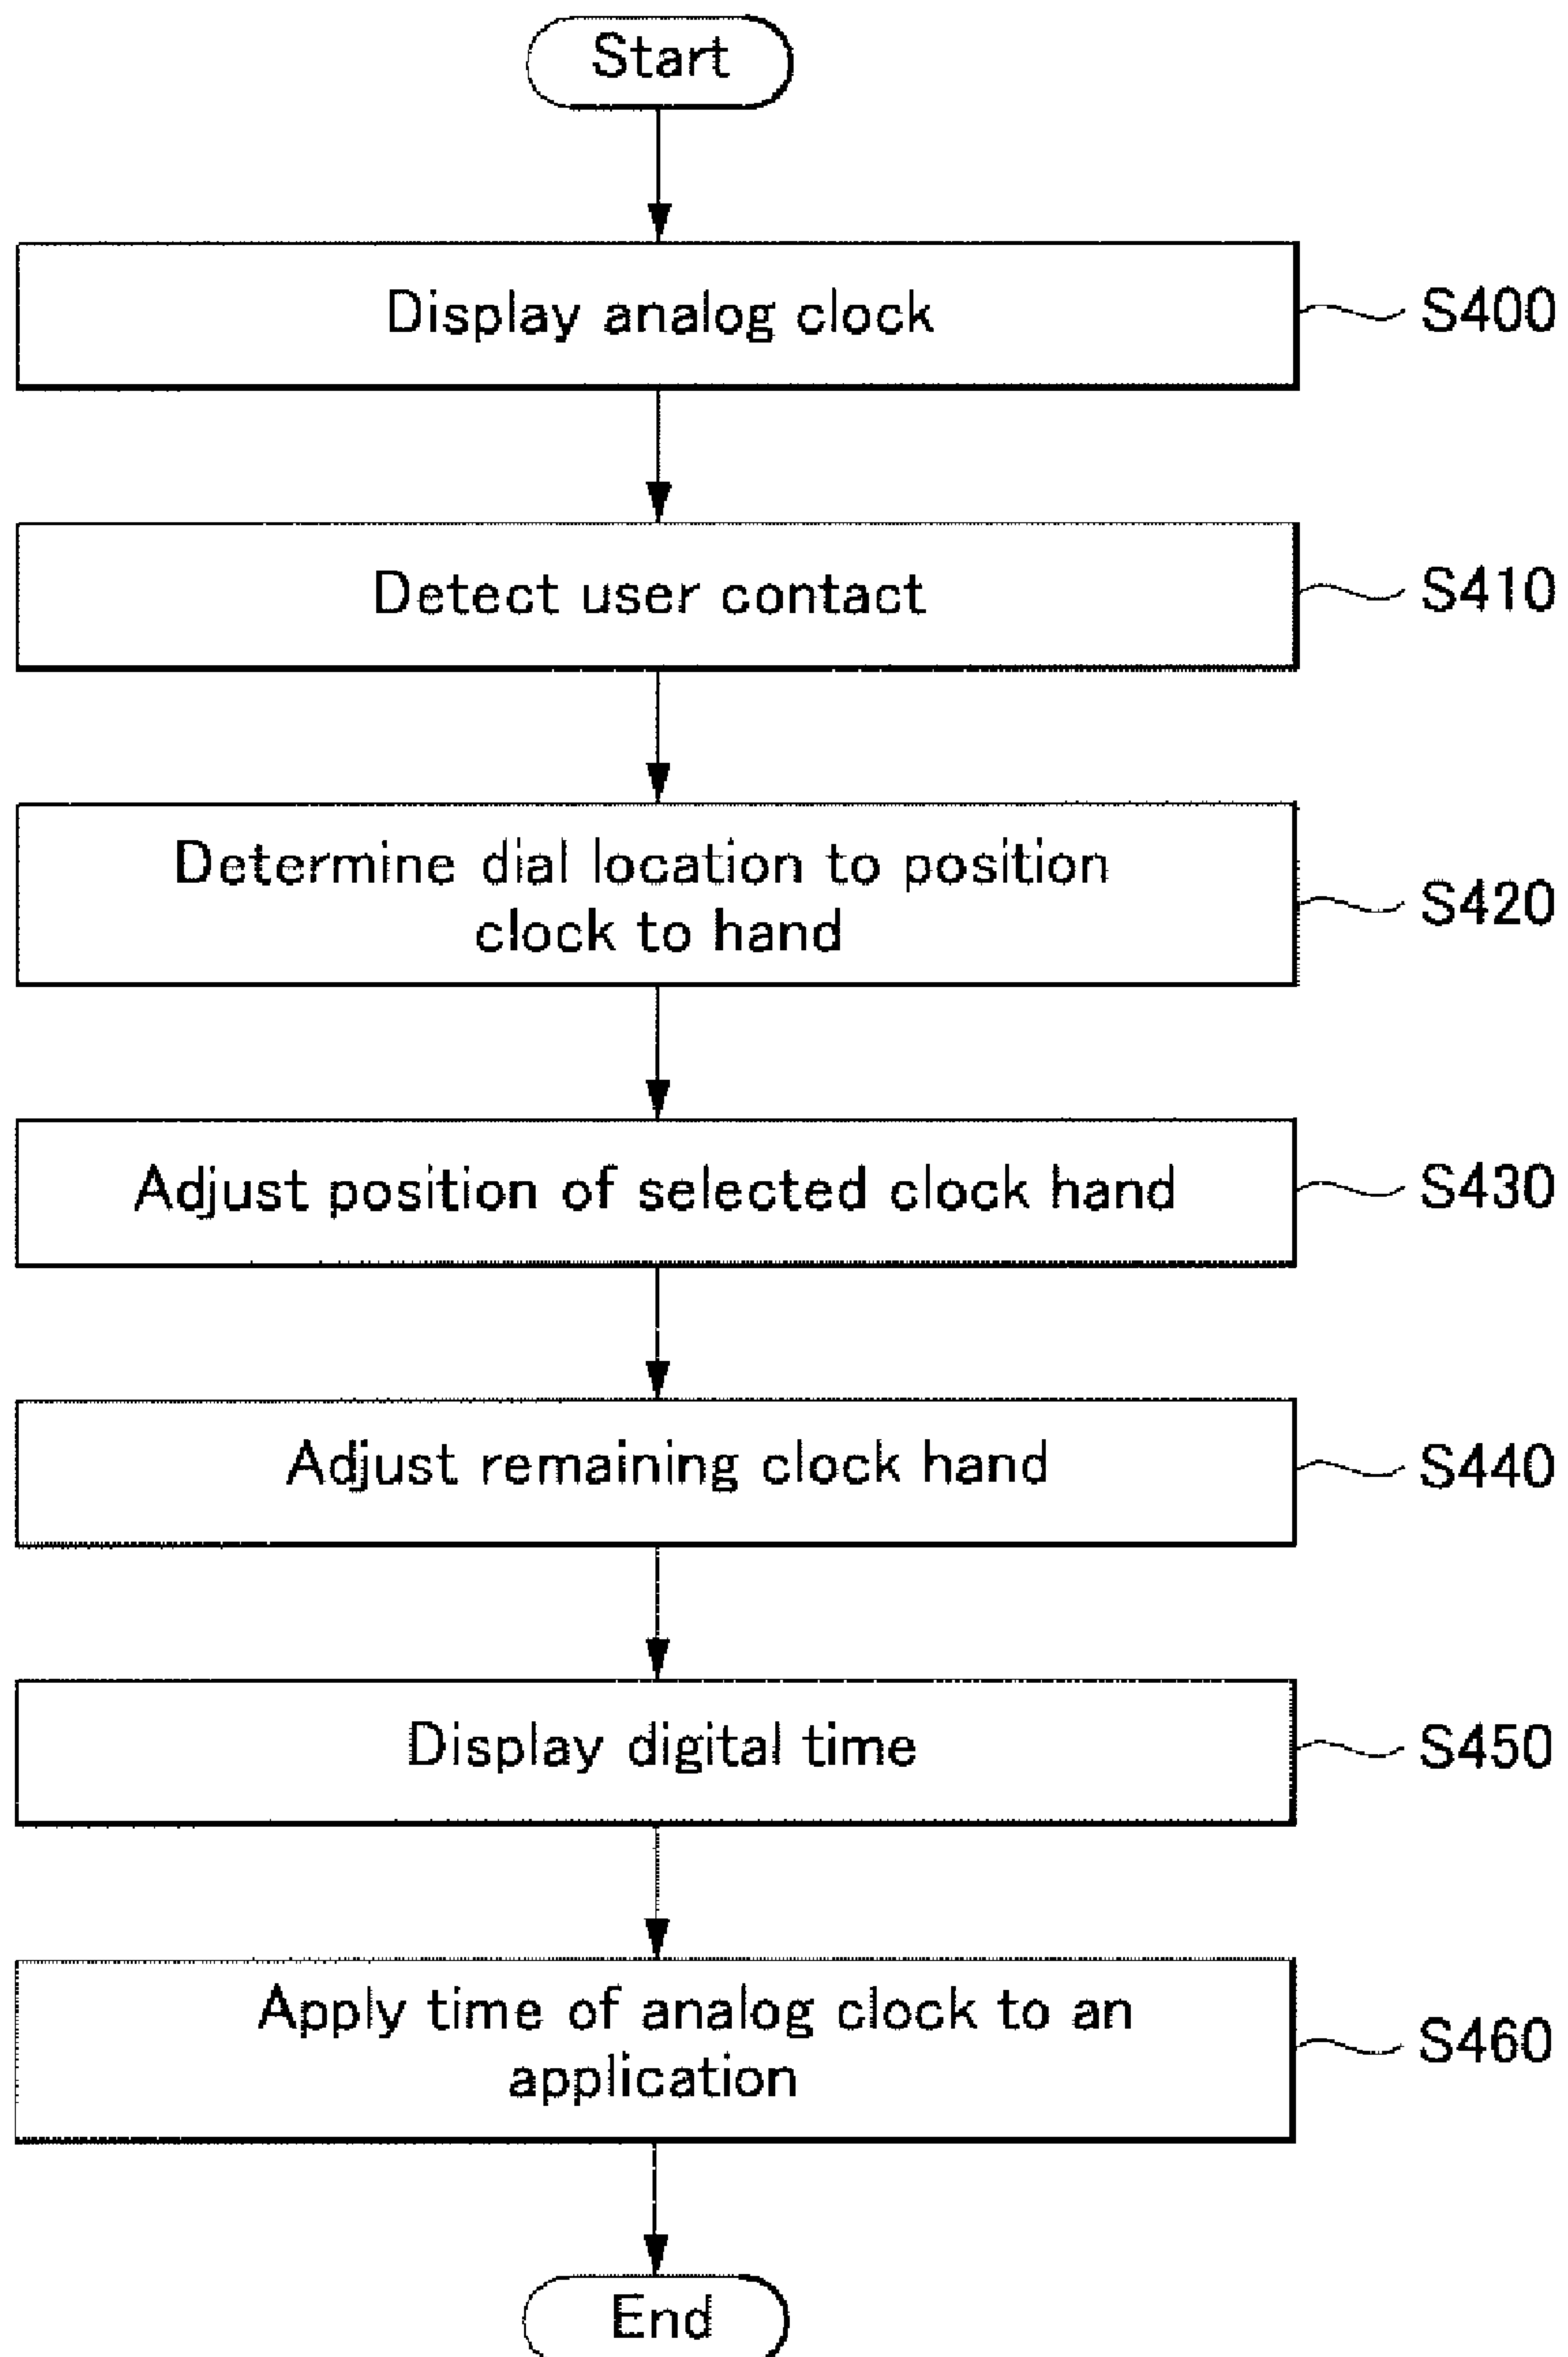 Start
Display analog clock
S400
Detect user contact
S410
Determine dial location to position
clock to hand
S420
Adjust position of selected clock hand
S430
Adjust remaining clock hand
S440
Display digital time
S450
Apply time of analog clock to an
application
S460
End